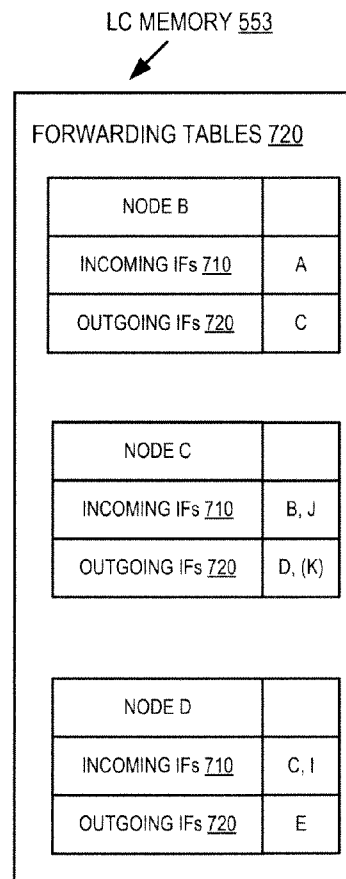 LC MEMORY 553
FORWARDING TABLES 720
NODE B
INCOMING IFs 710 A
OUTGOING IFs 720 C
NODE C
INCOMING IFs 710 B, J
OUTGOING IFs 720 D, (K)
NODE D
INCOMING IFs 710 C, I
OUTGOING IFs 720 E